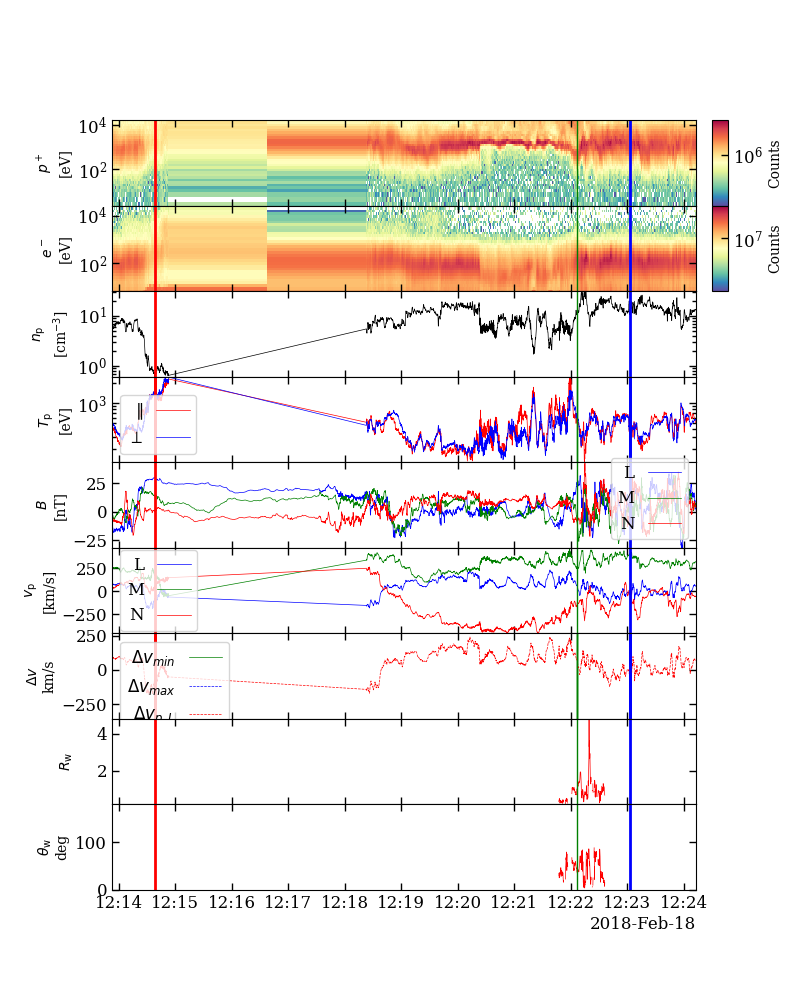 10⁴
10²
p⁺
[eV]
10⁶
Counts
10⁴
10²
e⁻
[eV]
10⁷
Counts
10¹
10⁰
nₚ
[cm⁻³]
10³
Tₚ
[eV]
∥
⊥
25
0
−25
B
[nT]
L
M
N
250
0
−250
vₚ
[km/s]
L
M
N
250
0
−250
Δv
km/s
Δv_min
Δv_max
4
2
R_w
100
0
θ_w
deg
12:14 12:15 12:16 12:17 12:18 12:19 12:20 12:21 12:22 12:23 12:24
2018-Feb-18